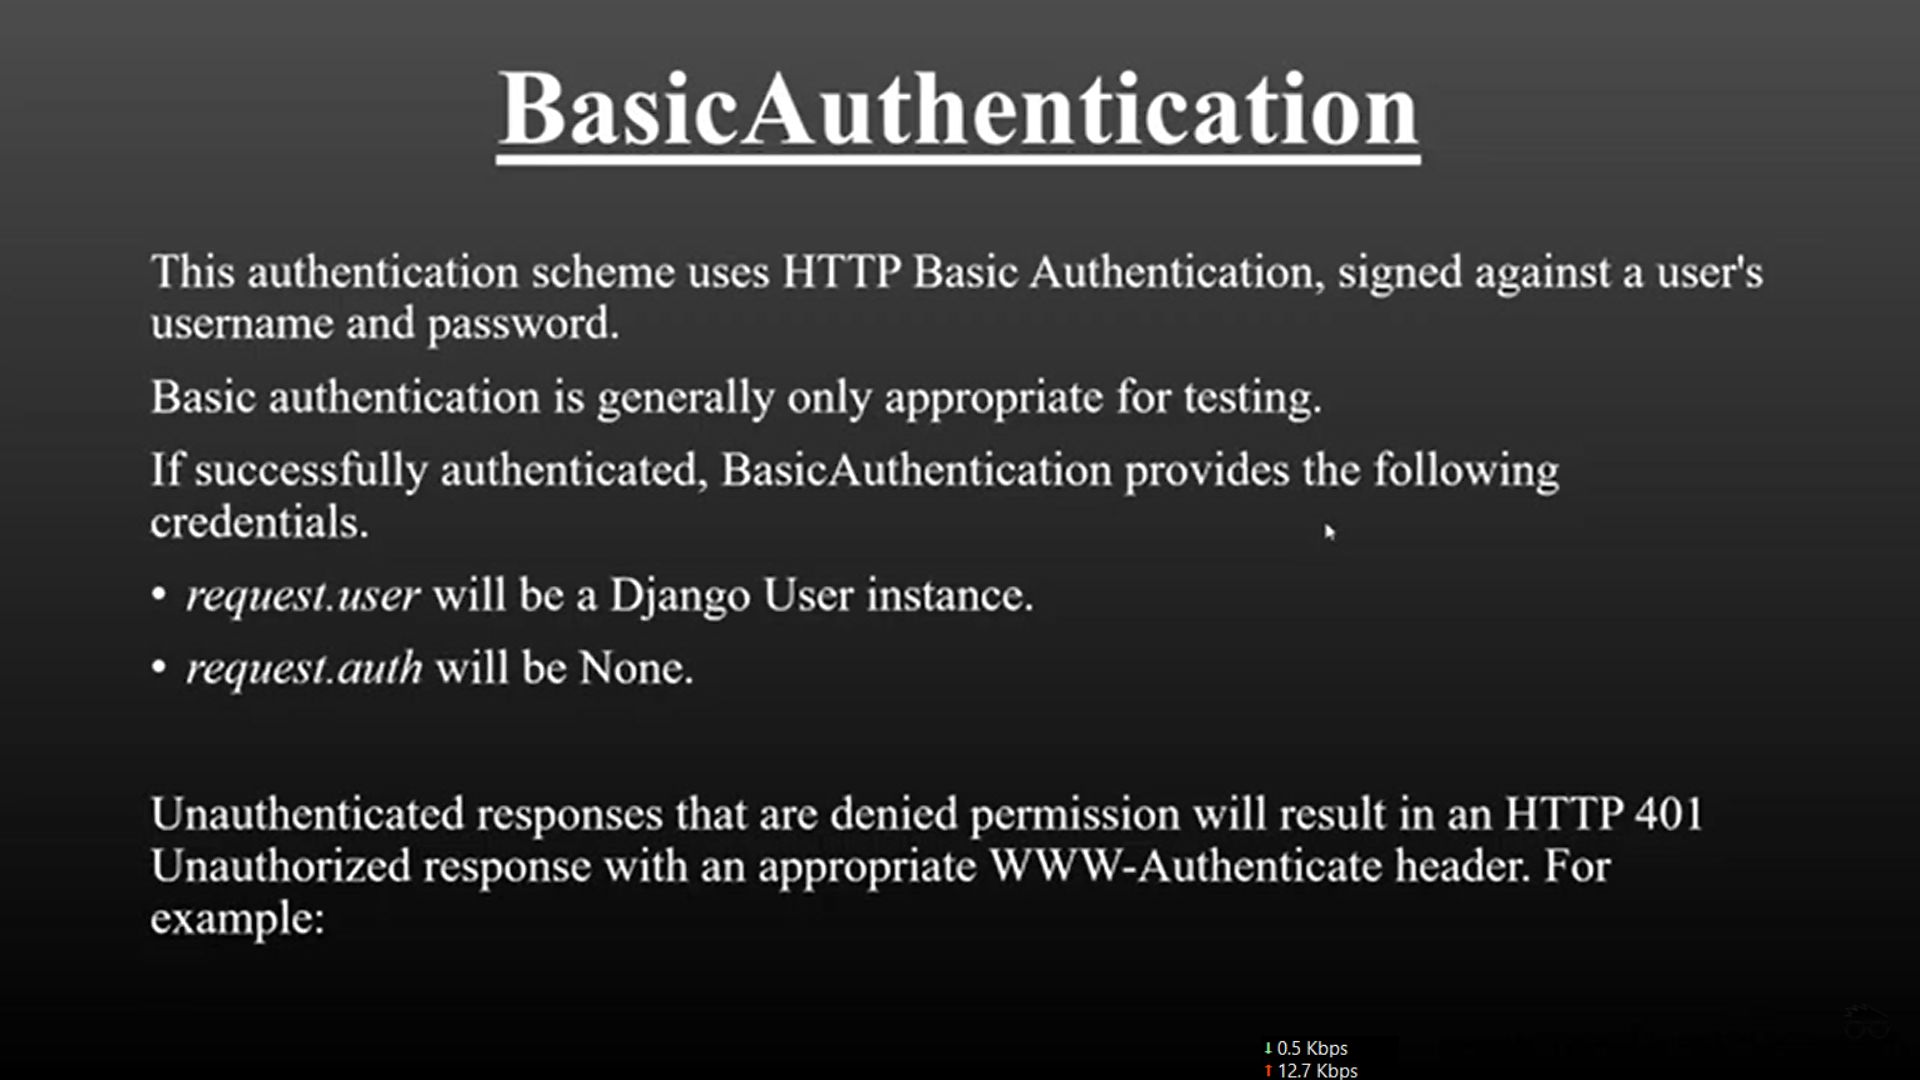 BasicAuthentication
This authentication scheme uses HTTP Basic Authentication, signed against a user's
username and password.
Basic authentication is generally only appropriate for testing.
If successfully authenticated, BasicAuthentication provides the following
credentials.
• request.user will be a Django User instance.
• request.auth will be None.
Unauthenticated responses that are denied permission will result in an HTTP 401
Unauthorized response with an appropriate WWW-Authenticate header. For
example:
↓ 0.5 Kbps
↑ 12.7 Kbps